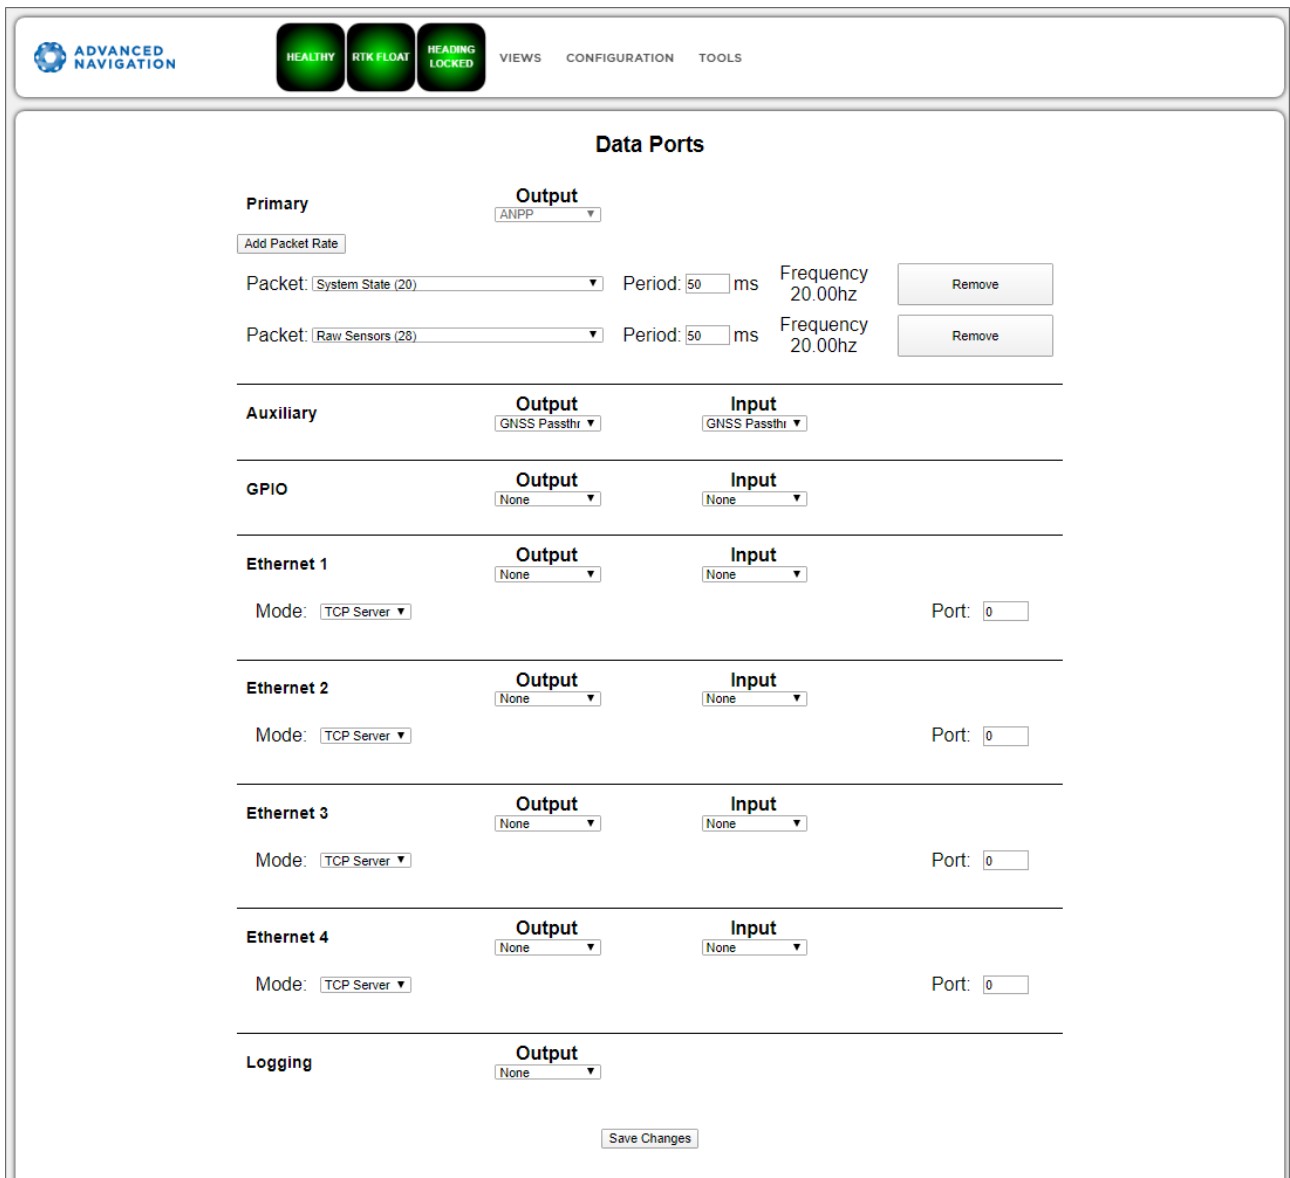 ADVANCED
NAVIGATION
HEALTHY
RTK FLOAT
HEADING
LOCKED
VIEWS
CONFIGURATION
TOOLS
Data Ports
Primary
Output
ANPP
Add Packet Rate
Packet: System State (20) Period: 50 ms Frequency
20.00hz
Remove
Packet: Raw Sensors (28) Period: 50 ms Frequency
20.00hz
Remove
Auxiliary
Output
GNSS Passthr
Input
GNSS Passthr
GPIO
Output
None
Input
None
Ethernet 1
Output
None
Input
None
Mode: TCP Server Port: 0
Ethernet 2
Output
None
Input
None
Mode: TCP Server Port: 0
Ethernet 3
Output
None
Input
None
Mode: TCP Server Port: 0
Ethernet 4
Output
None
Input
None
Mode: TCP Server Port: 0
Logging
Output
None
Save Changes